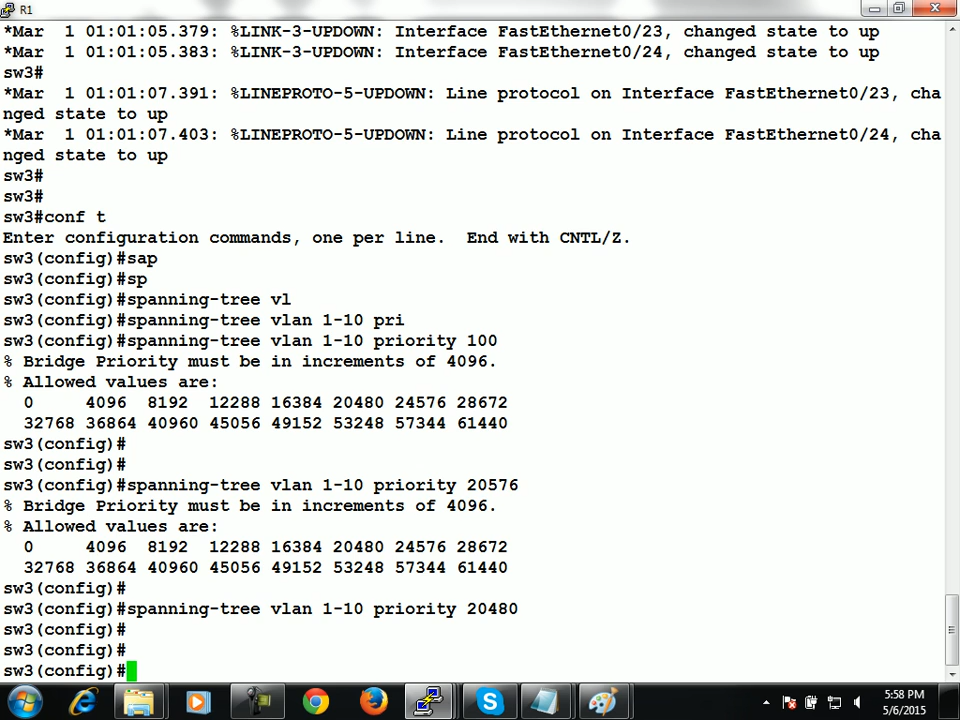 R1
*Mar  1 01:01:05.379: %LINK-3-UPDOWN: Interface FastEthernet0/23, changed state to up
*Mar  1 01:01:05.383: %LINK-3-UPDOWN: Interface FastEthernet0/24, changed state to up
sw3#
*Mar  1 01:01:07.391: %LINEPROTO-5-UPDOWN: Line protocol on Interface FastEthernet0/23, cha
nged state to up
*Mar  1 01:01:07.403: %LINEPROTO-5-UPDOWN: Line protocol on Interface FastEthernet0/24, cha
nged state to up
sw3#
sw3#
sw3#conf t
Enter configuration commands, one per line.  End with CNTL/Z.
sw3(config)#sap
sw3(config)#sp
sw3(config)#spanning-tree vl
sw3(config)#spanning-tree vlan 1-10 pri
sw3(config)#spanning-tree vlan 1-10 priority 100
% Bridge Priority must be in increments of 4096.
% Allowed values are:
  0     4096  8192  12288 16384 20480 24576 28672
  32768 36864 40960 45056 49152 53248 57344 61440
sw3(config)#
sw3(config)#
sw3(config)#spanning-tree vlan 1-10 priority 20576
% Bridge Priority must be in increments of 4096.
% Allowed values are:
  0     4096  8192  12288 16384 20480 24576 28672
  32768 36864 40960 45056 49152 53248 57344 61440
sw3(config)#
sw3(config)#spanning-tree vlan 1-10 priority 20480
sw3(config)#
sw3(config)#
sw3(config)#
5:58 PM
5/6/2015